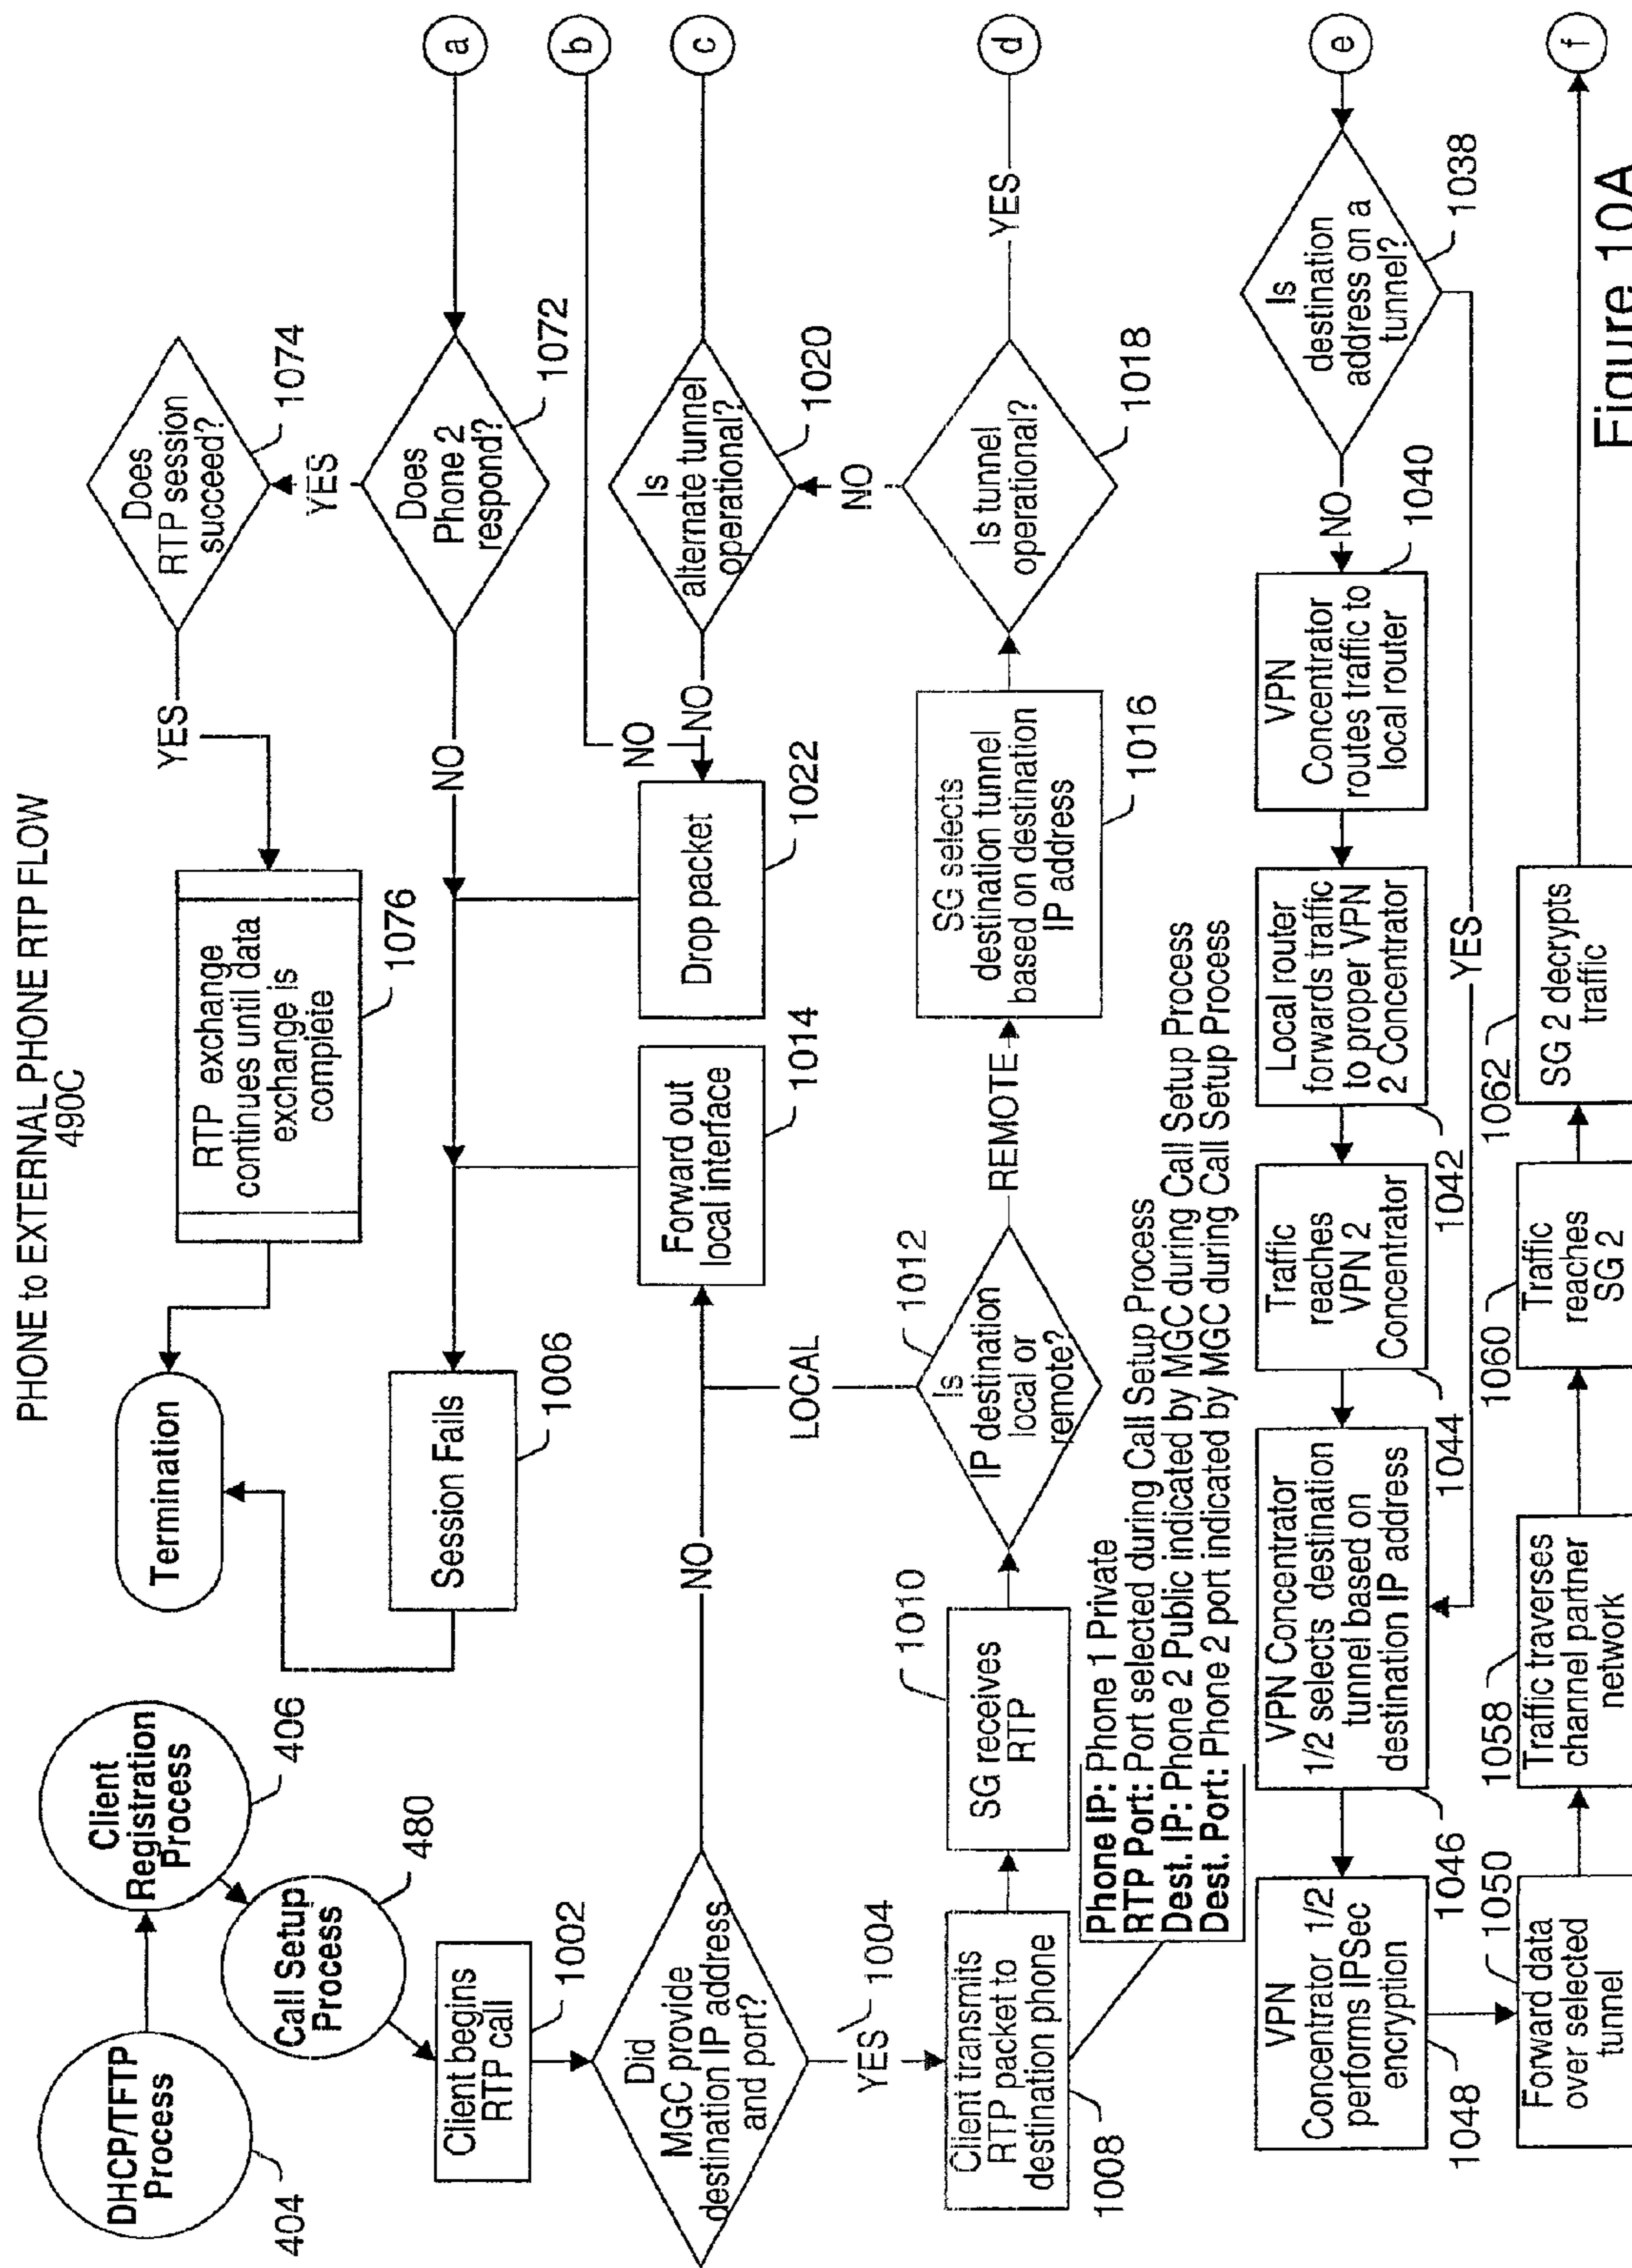 PHONE to EXTERNAL PHONE RTP FLOW
490C
DHCP/TFTP
Process
404
Client
Registration
Process
406
Call Setup
Process
480
Client begins
RTP call
1002
Termination
RTP exchange
continues until data
exchange is
complete
1076
YES
Does
RTP session
succeed?
1074
YES
Session Fails
1006
NO
Does
Phone 2
respond?
1072
a
b
Did
MGC provide
destination IP address
and port?
NO
YES
1004
Forward out
local interface
1014
Drop packet
1022
NO
NO
Is
alternate tunnel
operational?
1020
c
LOCAL
NO
Client transmits
RTP packet to
destination phone
1008
SG receives
RTP
1010
Is
IP destination
local or
remote?
1012
REMOTE
SG selects
destination tunnel
based on destination
IP address
1016
Is tunnel
operational?
1018
YES
d
Phone IP: Phone 1 Private
RTP Port: Port selected during Call Setup Process
Dest. IP: Phone 2 Public indicated by MGC during Call Setup Process
Dest. Port: Phone 2 port indicated by MGC during Call Setup Process
VPN
Concentrator 1/2
performs IPSec
encryption
1048
VPN Concentrator
1/2 selects destination
tunnel based on
destination IP address
1046
Traffic
reaches
VPN 2
Concentrator
1044
Local router
forwards traffic
to proper VPN
2 Concentrator
1042
VPN
Concentrator
routes traffic to
local router
1040
NO
Is
destination
address on a
tunnel?
1038
e
YES
Forward data
over selected
tunnel
1050
Traffic traverses
channel partner
network
1058
Traffic
reaches
SG 2
1060
SG 2 decrypts
traffic
1062
f
Figure 10A